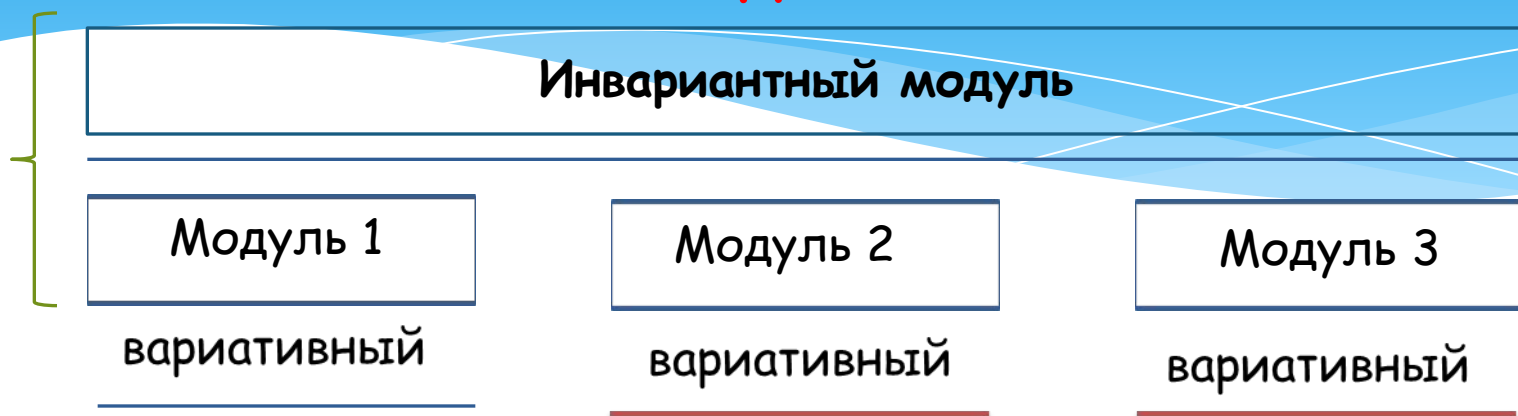 Инвариантный модуль
Модуль 1
Модуль 2
Модуль 3
вариативный
вариативный
вариативный